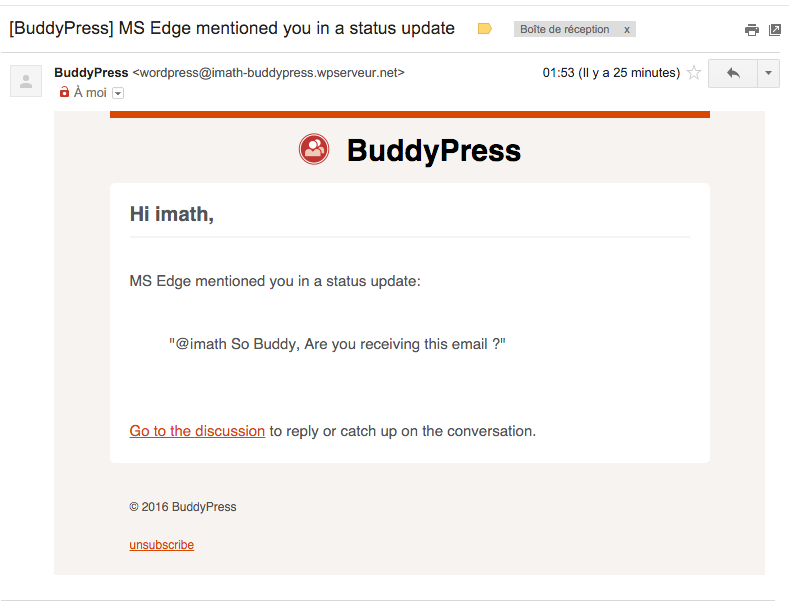 [BuddyPress] MS Edge mentioned you in a status update Boîte de réception x
BuddyPress <wordpress@imath-buddypress.wpserveur.net> 01:53 (Il y a 25 minutes)
À moi
BuddyPress
Hi imath,
MS Edge mentioned you in a status update:
"@imath So Buddy, Are you receiving this email ?"
Go to the discussion to reply or catch up on the conversation.
© 2016 BuddyPress
unsubscribe